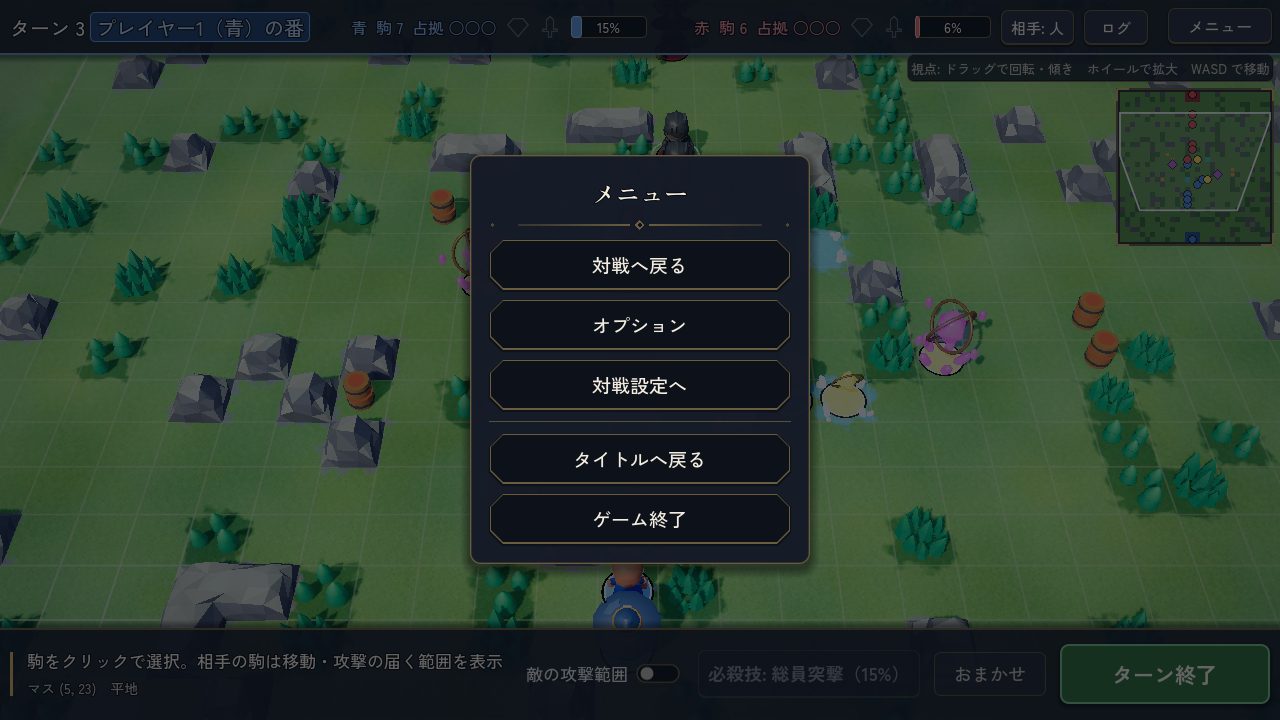 ターン 3 プレイヤー1（青）の番 青 駒 7 占拠 〇〇〇 15% 赤 駒 6 占拠 〇〇〇 6% 相手: 人 ログ メニュー
視点: ドラッグで回転・傾き ホイールで拡大 WASD で移動
メニュー
対戦へ戻る
オプション
対戦設定へ
タイトルへ戻る
ゲーム終了
駒をクリックで選択。相手の駒は移動・攻撃の届く範囲を表示
マス (5, 23) 平地
敵の攻撃範囲 必殺技: 総員突撃（15%） おまかせ ターン終了